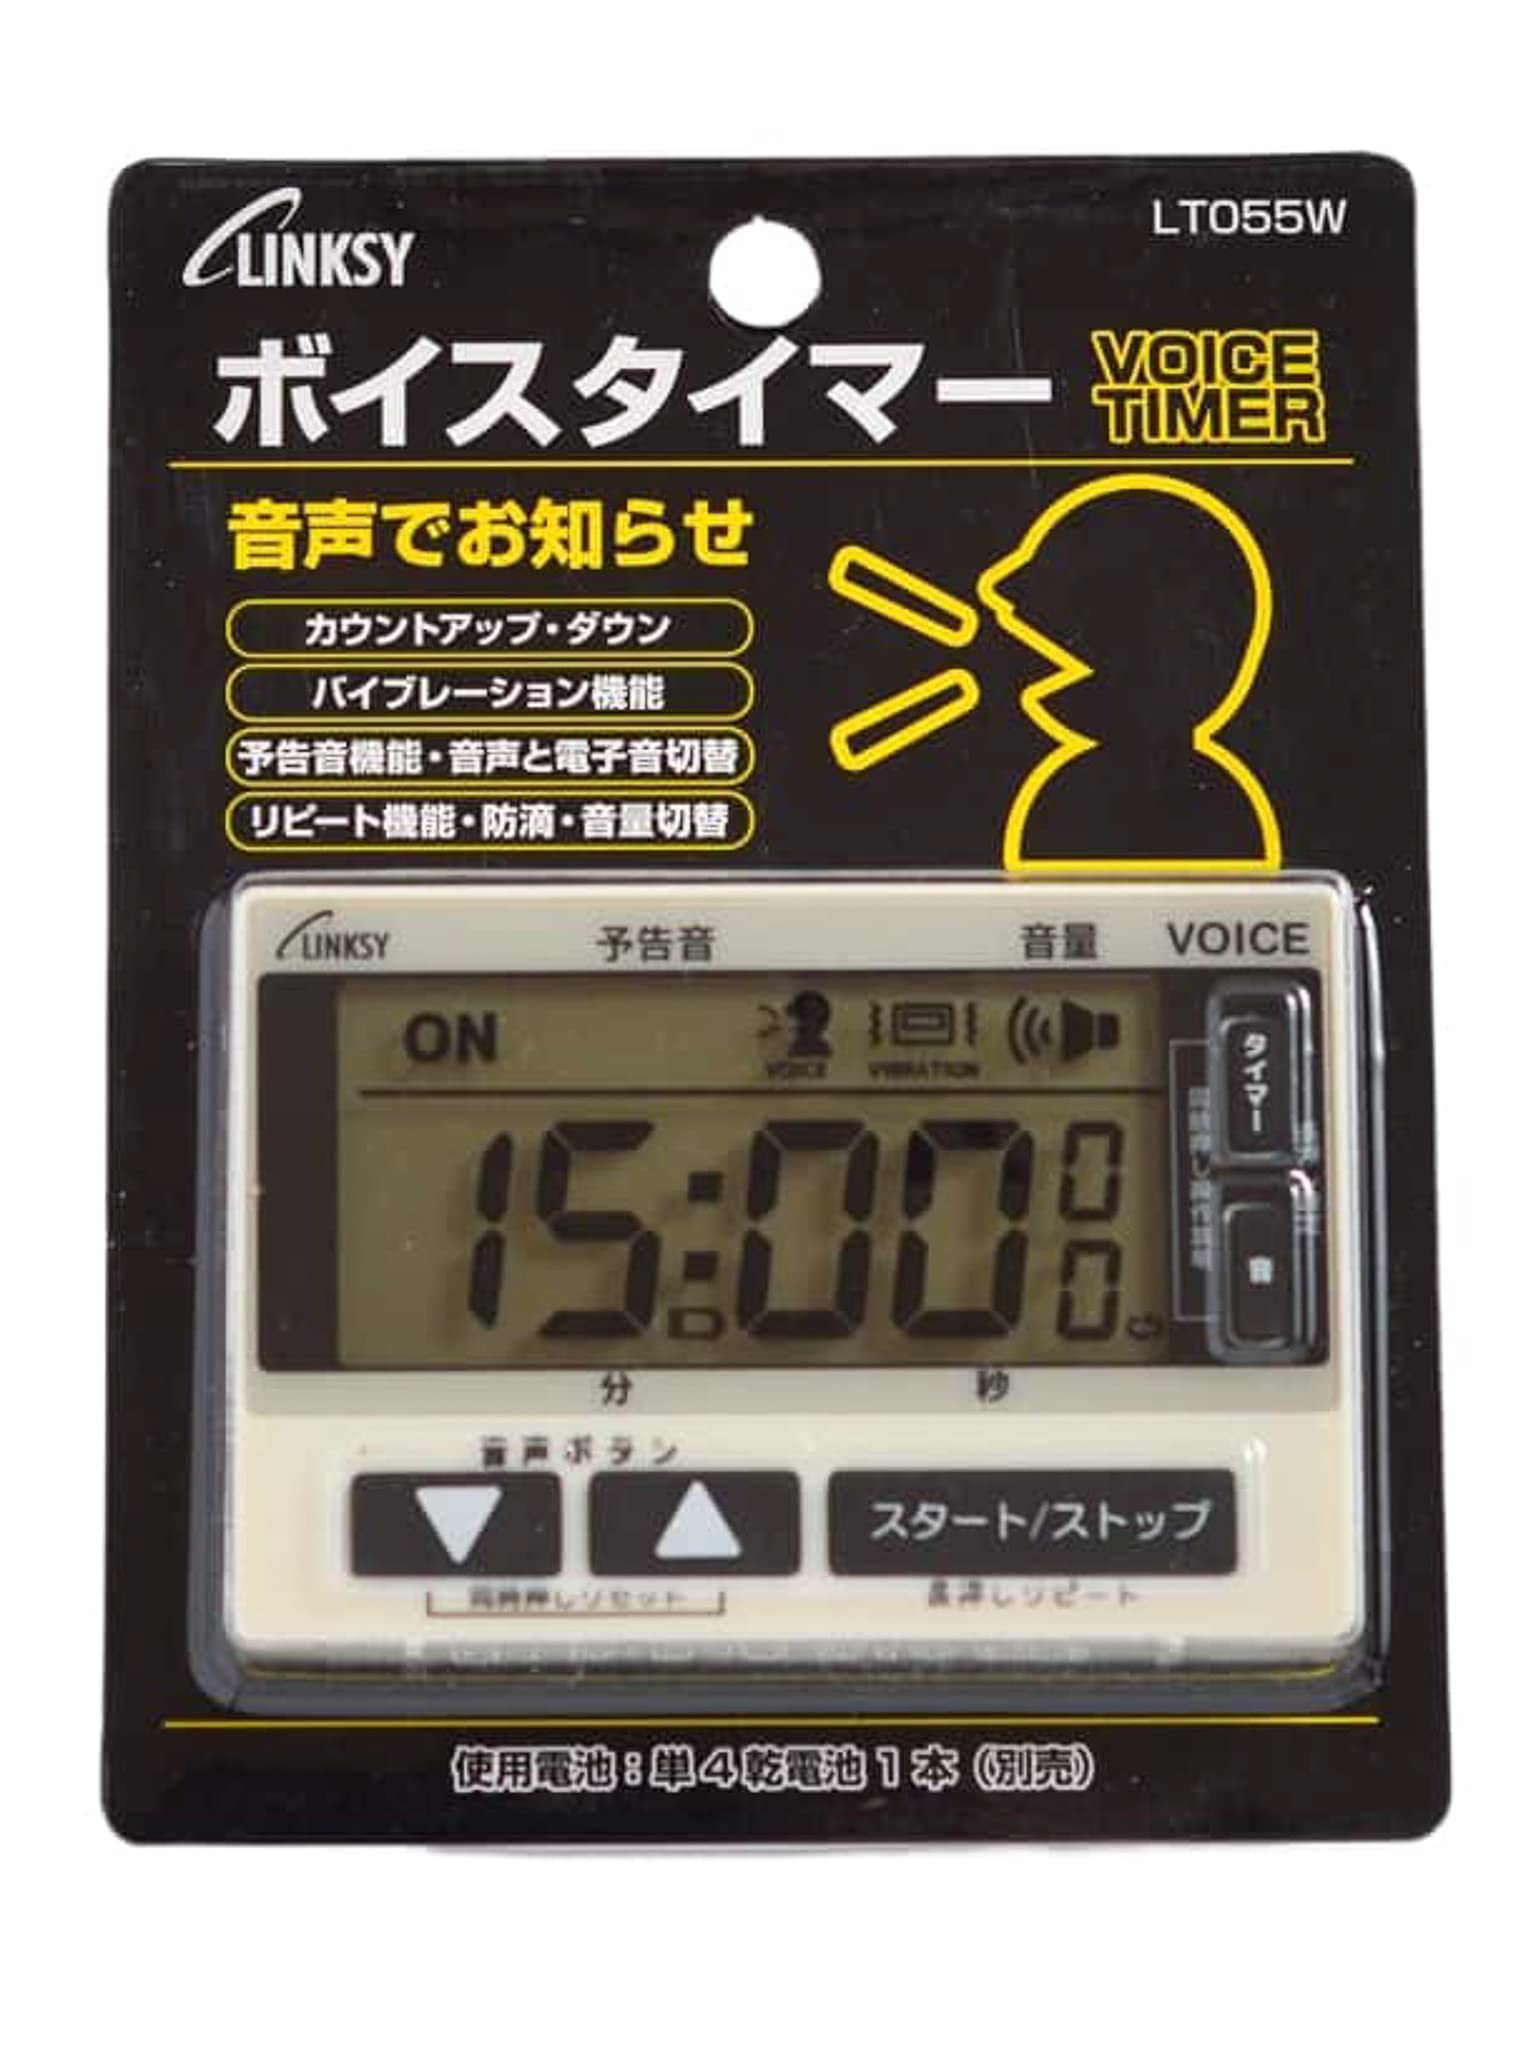 LINKSY
LT055W
ボイスタイマー
VOICE
TIMER
音声でお知らせ
カウントアップ・ダウン
バイブレーション機能
予告音機能・音声と電子音切替
リピート機能・防滴・音量切替
LINKSY 予告音 音量 VOICE
ON
VOICE VIBRATION
タイマー
音
15:00 00
分 秒
音声ボタン
▼ ▲ スタート/ストップ
同時押しリセット 長押しリピート
使用電池:単4乾電池1本(別売)